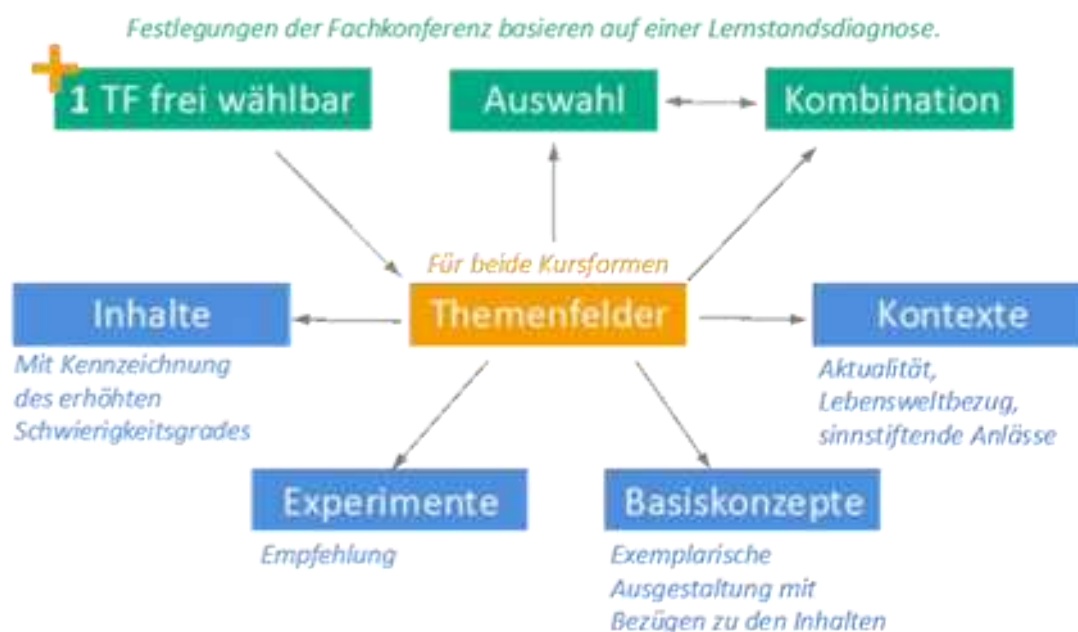 Festlegungen der Fachkonferenz basieren auf einer Lernstandsdiagnose.
1 TF frei wählbar
Auswahl
Kombination
Für beide Kursformen
Inhalte
Themenfelder
Kontexte
Mit Kennzeichnung
des erhöhten
Schwierigkeitsgrades
Aktualität,
Lebensweltbezug,
sinnstiftende Anlässe
Experimente
Basiskonzepte
Empfehlung
Exemplarische
Ausgestaltung mit
Bezügen zu den Inhalten